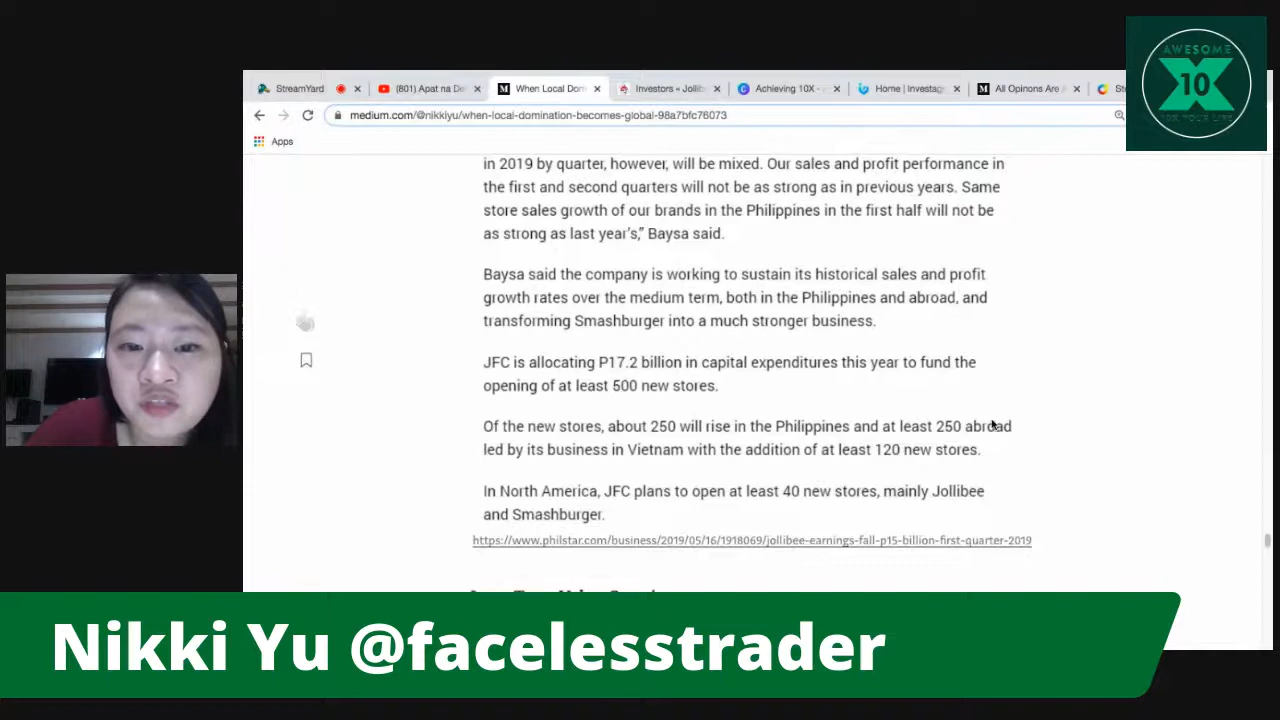 StreamYard
(801) Apat na De
When Local Dom
Investors « Jollib
Achieving 10X -
Home | Investag
All Opinons Are
AWESOME
10
X
medium.com/@nikkiyu/when-local-domination-becomes-global-98a7bfc76073
Apps
in 2019 by quarter, however, will be mixed. Our sales and profit performance in
the first and second quarters will not be as strong as in previous years. Same
store sales growth of our brands in the Philippines in the first half will not be
as strong as last year's,” Baysa said.
Baysa said the company is working to sustain its historical sales and profit
growth rates over the medium term, both in the Philippines and abroad, and
transforming Smashburger into a much stronger business.
JFC is allocating P17.2 billion in capital expenditures this year to fund the
opening of at least 500 new stores.
Of the new stores, about 250 will rise in the Philippines and at least 250 abroad
led by its business in Vietnam with the addition of at least 120 new stores.
In North America, JFC plans to open at least 40 new stores, mainly Jollibee
and Smashburger.
https://www.philstar.com/business/2019/05/16/1918069/jollibee-earnings-fall-p15-billion-first-quarter-2019
Nikki Yu @facelesstrader